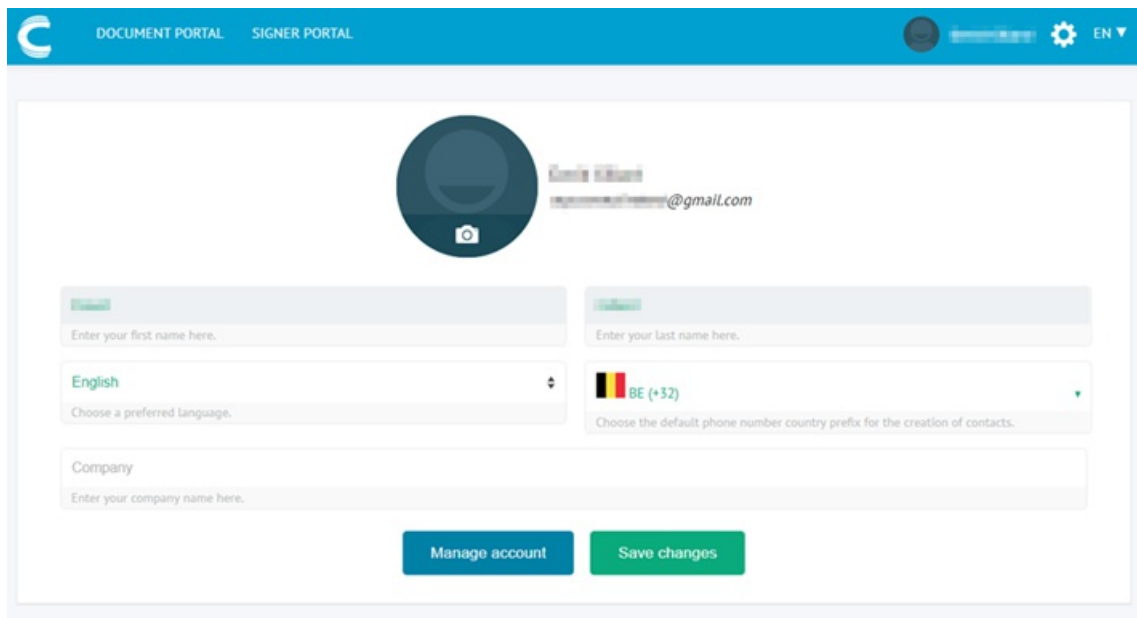 DOCUMENT PORTAL SIGNER PORTAL EN
@gmail.com
Enter your first name here. Enter your last name here.
English BE (+32)
Choose a preferred language. Choose the default phone number country prefix for the creation of contacts.
Company
Enter your company name here.
Manage account Save changes